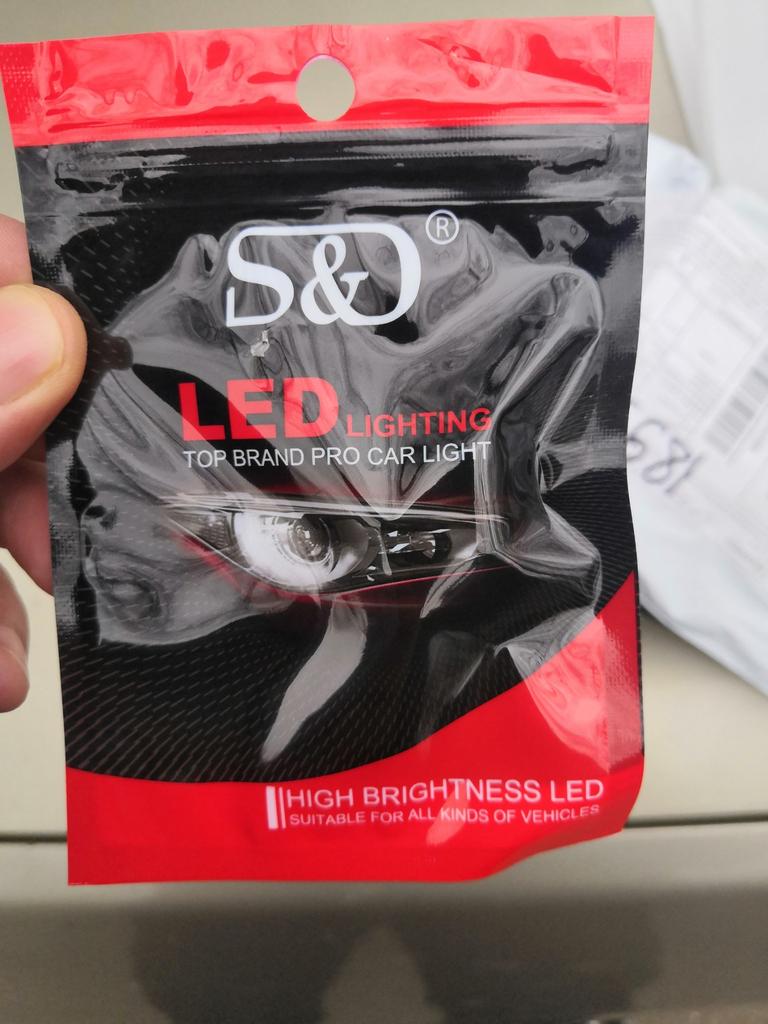 S&D®
LED LIGHTING
TOP BRAND PRO CAR LIGHT
HIGH BRIGHTNESS LED
SUITABLE FOR ALL KINDS OF VEHICLES